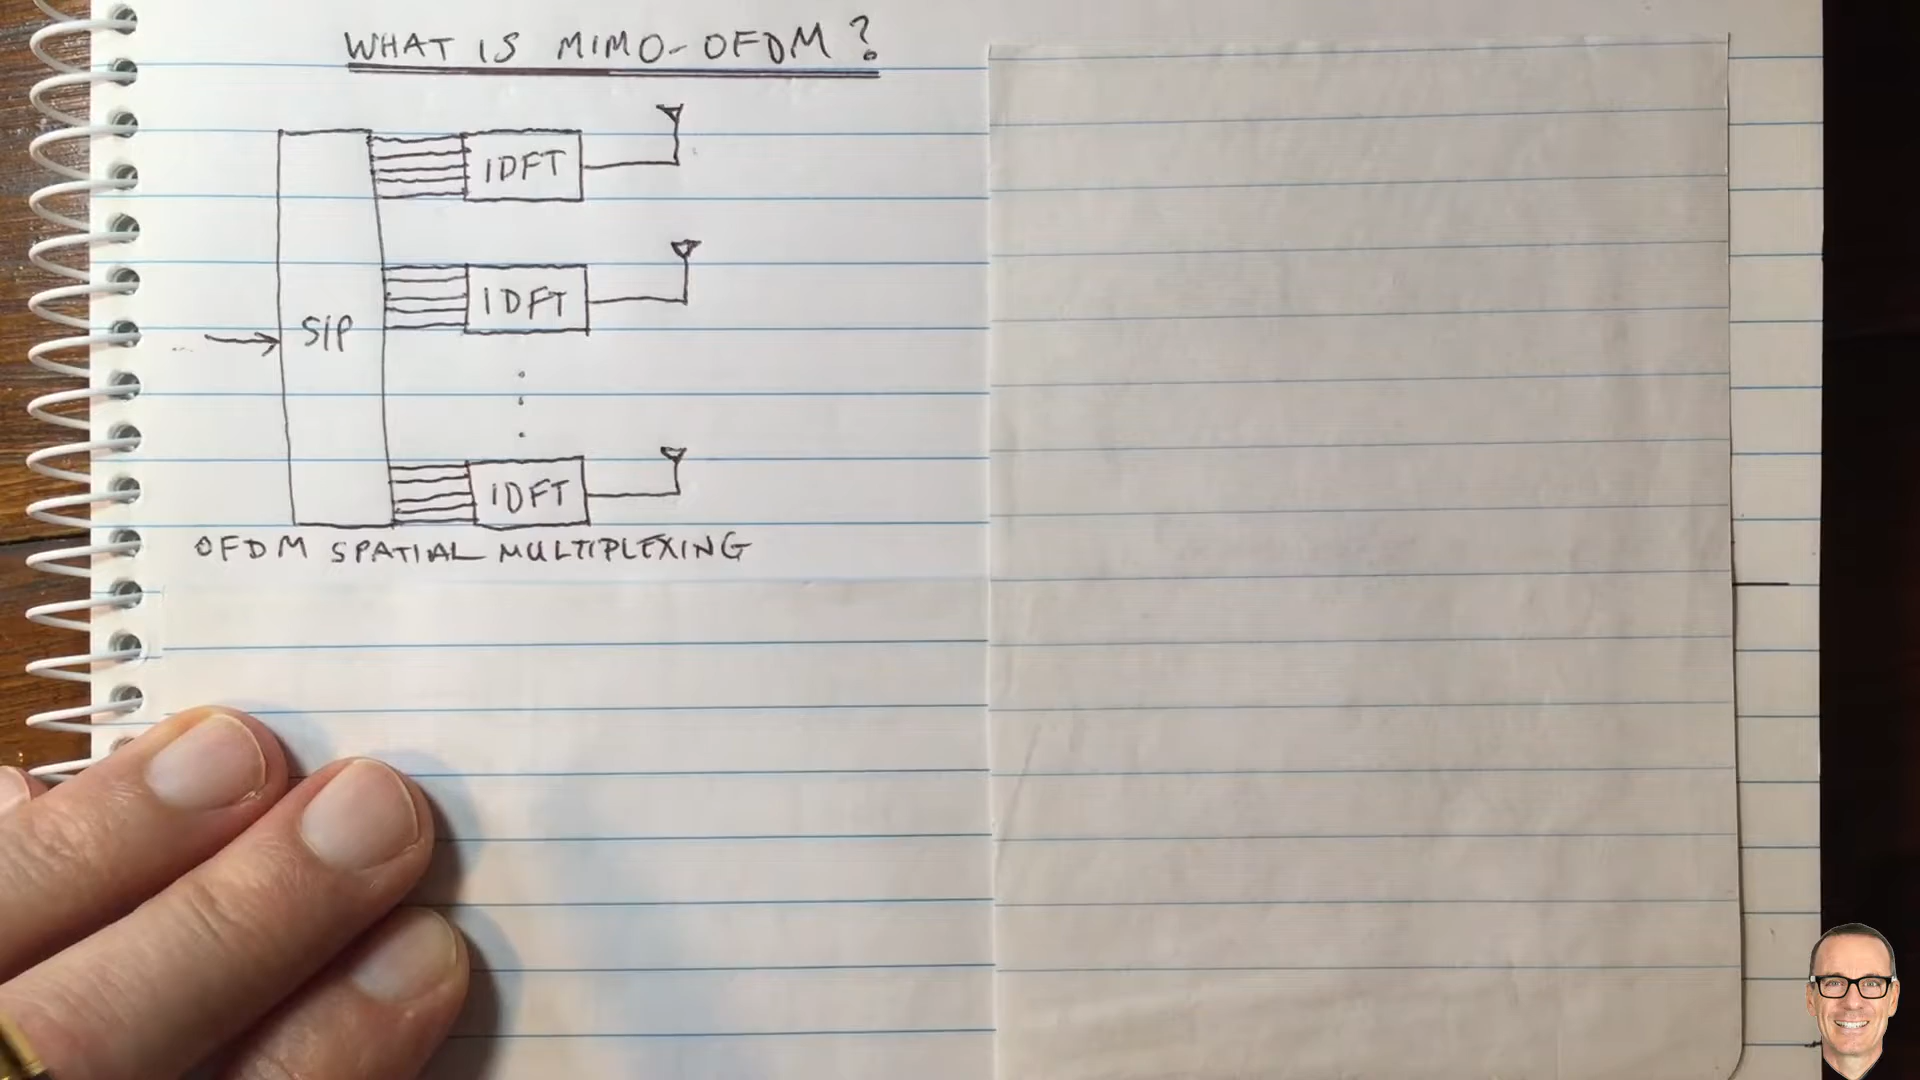 WHAT IS MIMO-OFDM?
IDFT
IDFT
S/P
IDFT
OFDM SPATIAL MULTIPLEXING